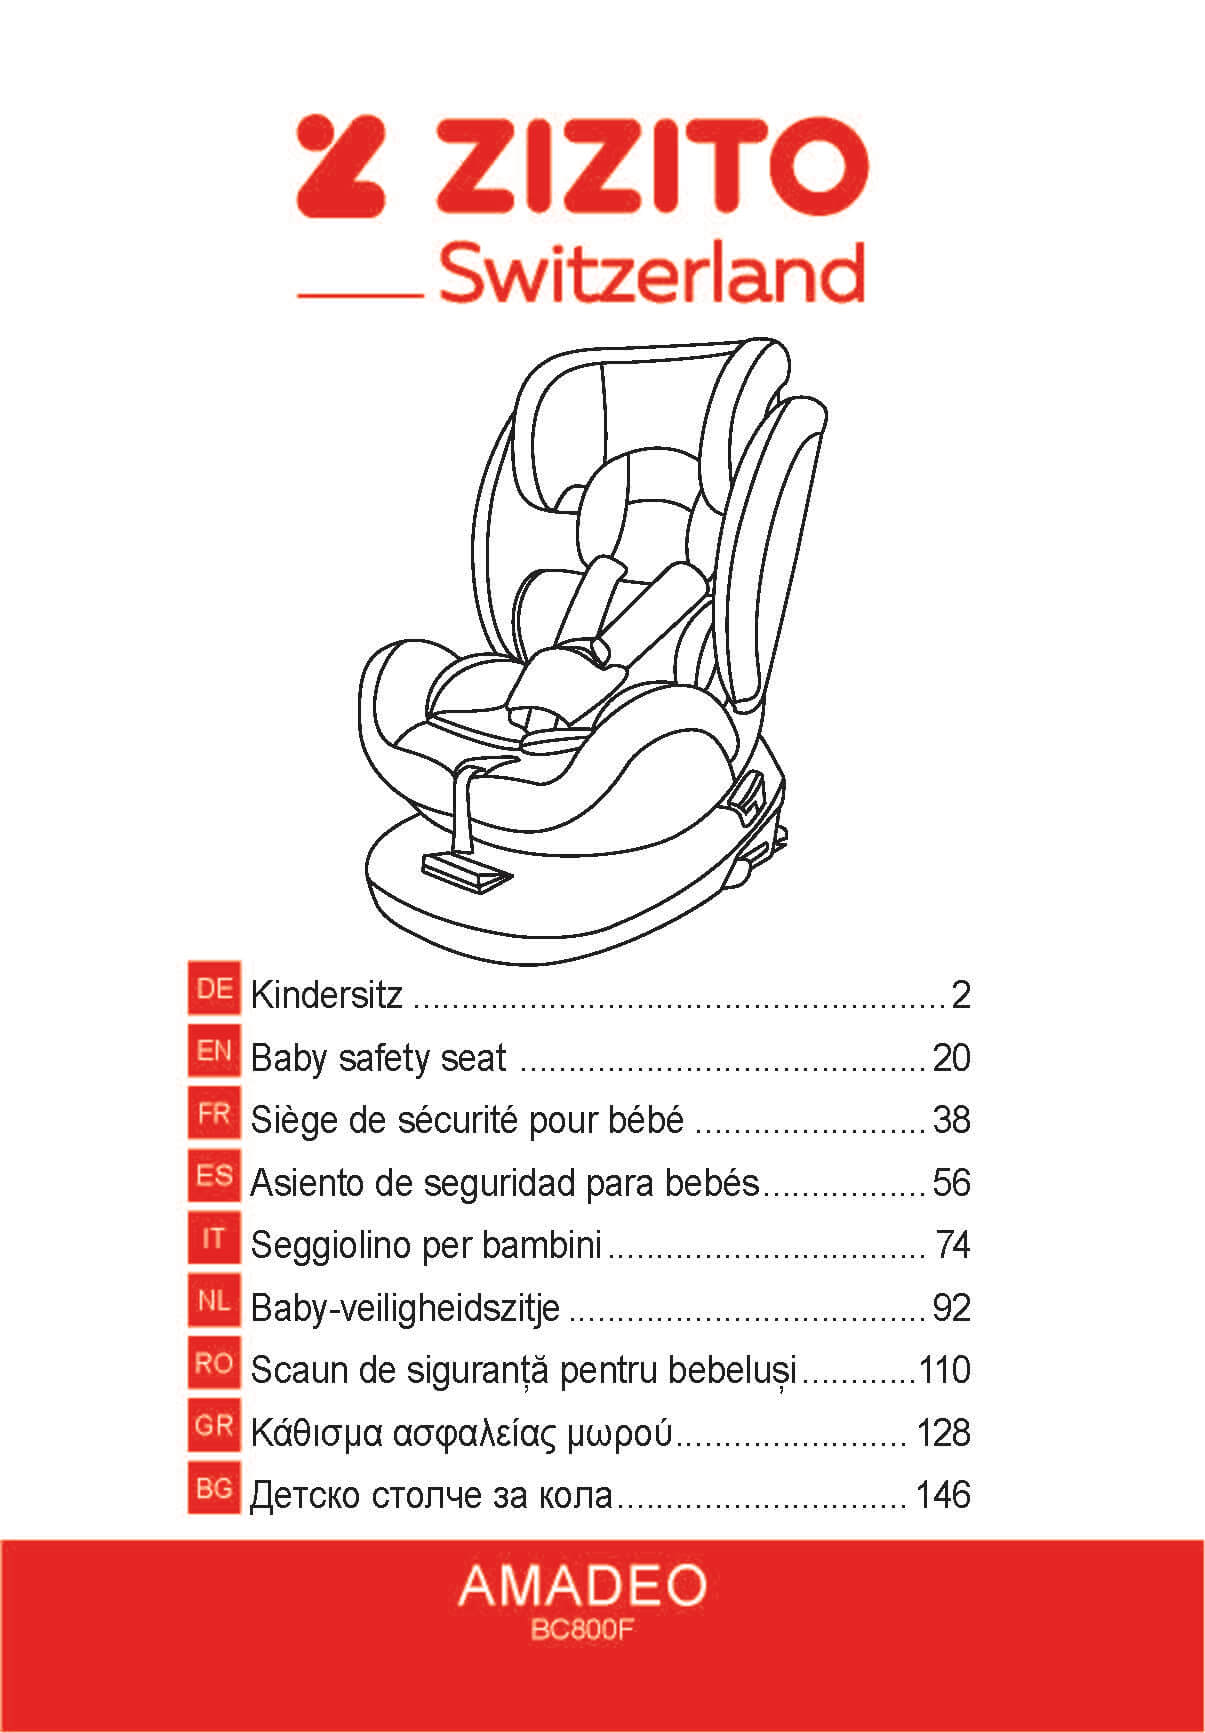 ZIZITO
Switzerland
DE Kindersitz ........................................................ 2
EN Baby safety seat .......................................... 20
FR Siège de sécurité pour bébé ........................ 38
ES Asiento de seguridad para bebés................. 56
IT Seggiolino per bambini................................. 74
NL Baby-veiligheidszitje ..................................... 92
RO Scaun de siguranță pentru bebeluși............110
GR Κάθισμα ασφαλείας μωρού........................ 128
BG Детско столче за кола.............................. 146
AMADEO
BC800F